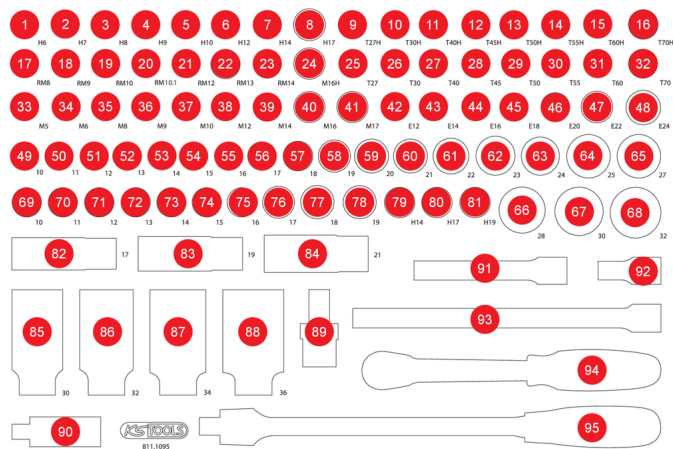 1 2 3 4 5 6 7 8 9 10 11 12 13 14 15 16
H6 H7 H8 H9 H10 H12 H14 H17 T27H T30H T40H T45H T50H T55H T60H T70H
17 18 19 20 21 22 23 24 25 26 27 28 29 30 31 32
RM8 RM9 RM10 RM10.1 RM12 RM13 RM14 M16H T27 T30 T40 T45 T50 T55 T60 T70
33 34 35 36 37 38 39 40 41 42 43 44 45 46 47 48
M5 M6 M8 M9 M10 M12 M14 M16 M17 E12 E14 E16 E18 E20 E22 E24
49 50 51 52 53 54 55 56 57 58 59 60 61 62 63 64 65
10 11 12 13 14 15 16 17 18 19 20 21 22 23 24 25 27
69 70 71 72 73 74 75 76 77 78 79 80 81 66 67 68
10 11 12 13 14 15 16 17 18 19 H14 H17 H19 28 30 32
82 17 83 19 84 21
91 92
85 86 87 88 89 93
30 32 34 36
94
90 KS TOOLS 95
811.1095